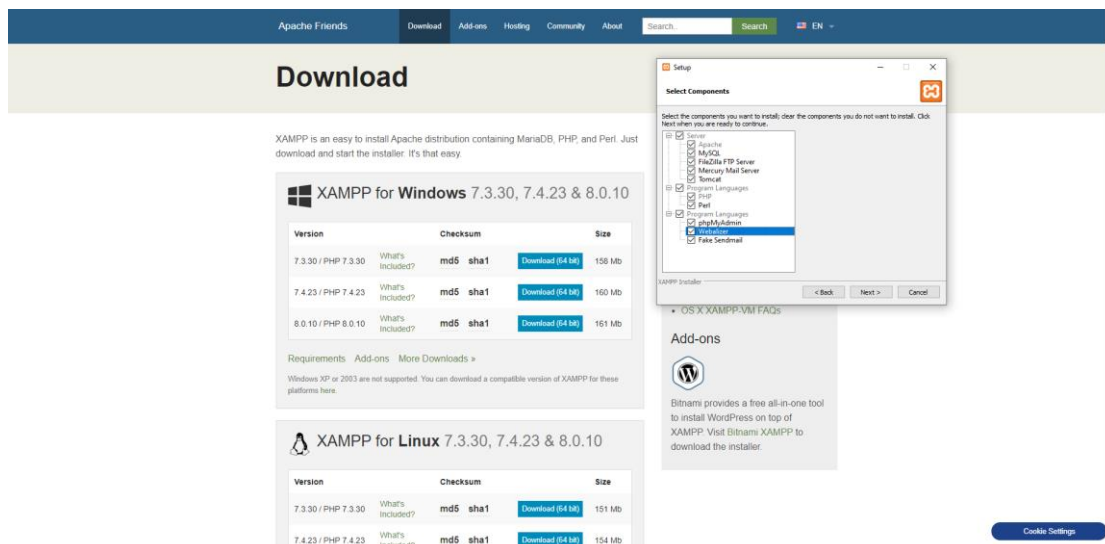 Apache Friends Download Add-ons Hosting Community About Search... Search EN
Download
XAMPP is an easy to install Apache distribution containing MariaDB, PHP, and Perl. Just
download and start the installer. It's that easy.
XAMPP for Windows 7.3.30, 7.4.23 & 8.0.10
Version Checksum Size
7.3.30 / PHP 7.3.30 What's Included? md5 sha1 Download (64 bit) 158 Mb
7.4.23 / PHP 7.4.23 What's Included? md5 sha1 Download (64 bit) 160 Mb
8.0.10 / PHP 8.0.10 What's Included? md5 sha1 Download (64 bit) 161 Mb
Requirements Add-ons More Downloads »
Windows XP or 2003 are not supported. You can download a compatible version of XAMPP for these
platforms here.
XAMPP for Linux 7.3.30, 7.4.23 & 8.0.10
Version Checksum Size
7.3.30 / PHP 7.3.30 What's Included? md5 sha1 Download (64 bit) 151 Mb
7.4.23 / PHP 7.4.23 What's md5 sha1 Download (64 bit) 154 Mb
Setup
Select Components
Select the components you want to install; clear the components you do not want to install. Click
Next when you are ready to continue.
Server
Apache
MySQL
FileZilla FTP Server
Mercury Mail Server
Tomcat
Program Languages
PHP
Perl
Program Languages
phpMyAdmin
Webalizer
Fake Sendmail
XAMPP Installer
< Back Next > Cancel
OS X XAMPP-VM FAQs
Add-ons
Bitnami provides a free all-in-one tool
to install WordPress on top of
XAMPP. Visit Bitnami XAMPP to
download the installer.
Cookie Settings